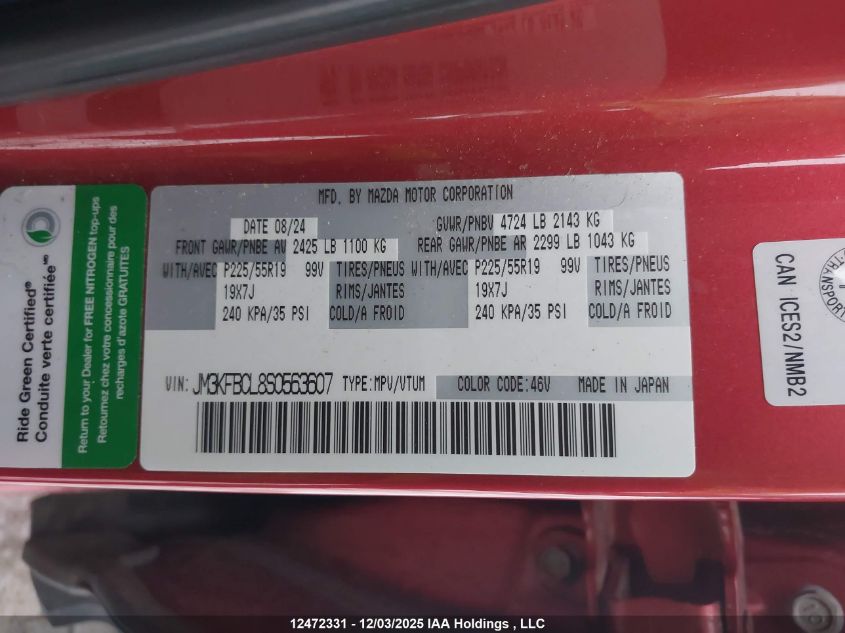 MFD. BY MAZDA MOTOR CORPORATION
DATE 08/24 GVWR/PNBV 4724 LB 2143 KG
FRONT GAWR/PNBE AV 2425 LB 1100 KG REAR GAWR/PNBE AR 2299 LB 1043 KG
WITH/AVEC P225/55R19 99V TIRES/PNEUS WITH/AVEC P225/55R19 99V TIRES/PNEUS
19X7J RIMS/JANTES 19X7J RIMS/JANTES
240 KPA/35 PSI COLD/A FROID 240 KPA/35 PSI COLD/A FROID
VIN: JM3KFBCL8S0563607 TYPE:MPV/VTUM COLOR CODE:46V MADE IN JAPAN
Ride Green Certified®
Conduite verte certifiée℠
Return to your Dealer for FREE NITROGEN top-ups
Retournez chez votre concessionnaire pour des
recharges d'azote GRATUITES
CAN ICES2/NMB2
12472331 - 12/03/2025 IAA Holdings , LLC